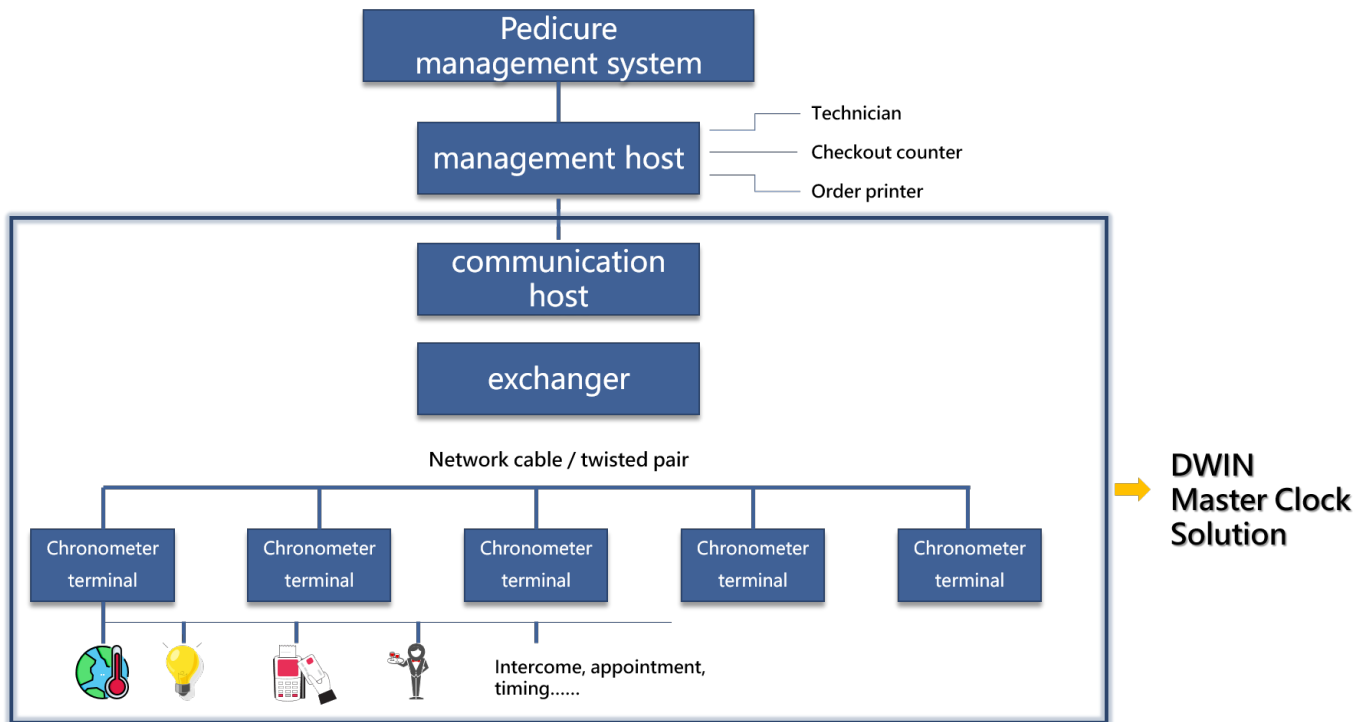 Pedicure
management system
management host
Technician
Checkout counter
Order printer
communication
host
exchanger
Network cable / twisted pair
Chronometer
terminal
Chronometer
terminal
Chronometer
terminal
Chronometer
terminal
Chronometer
terminal
Intercome, appointment,
timing......
DWIN
Master Clock
Solution